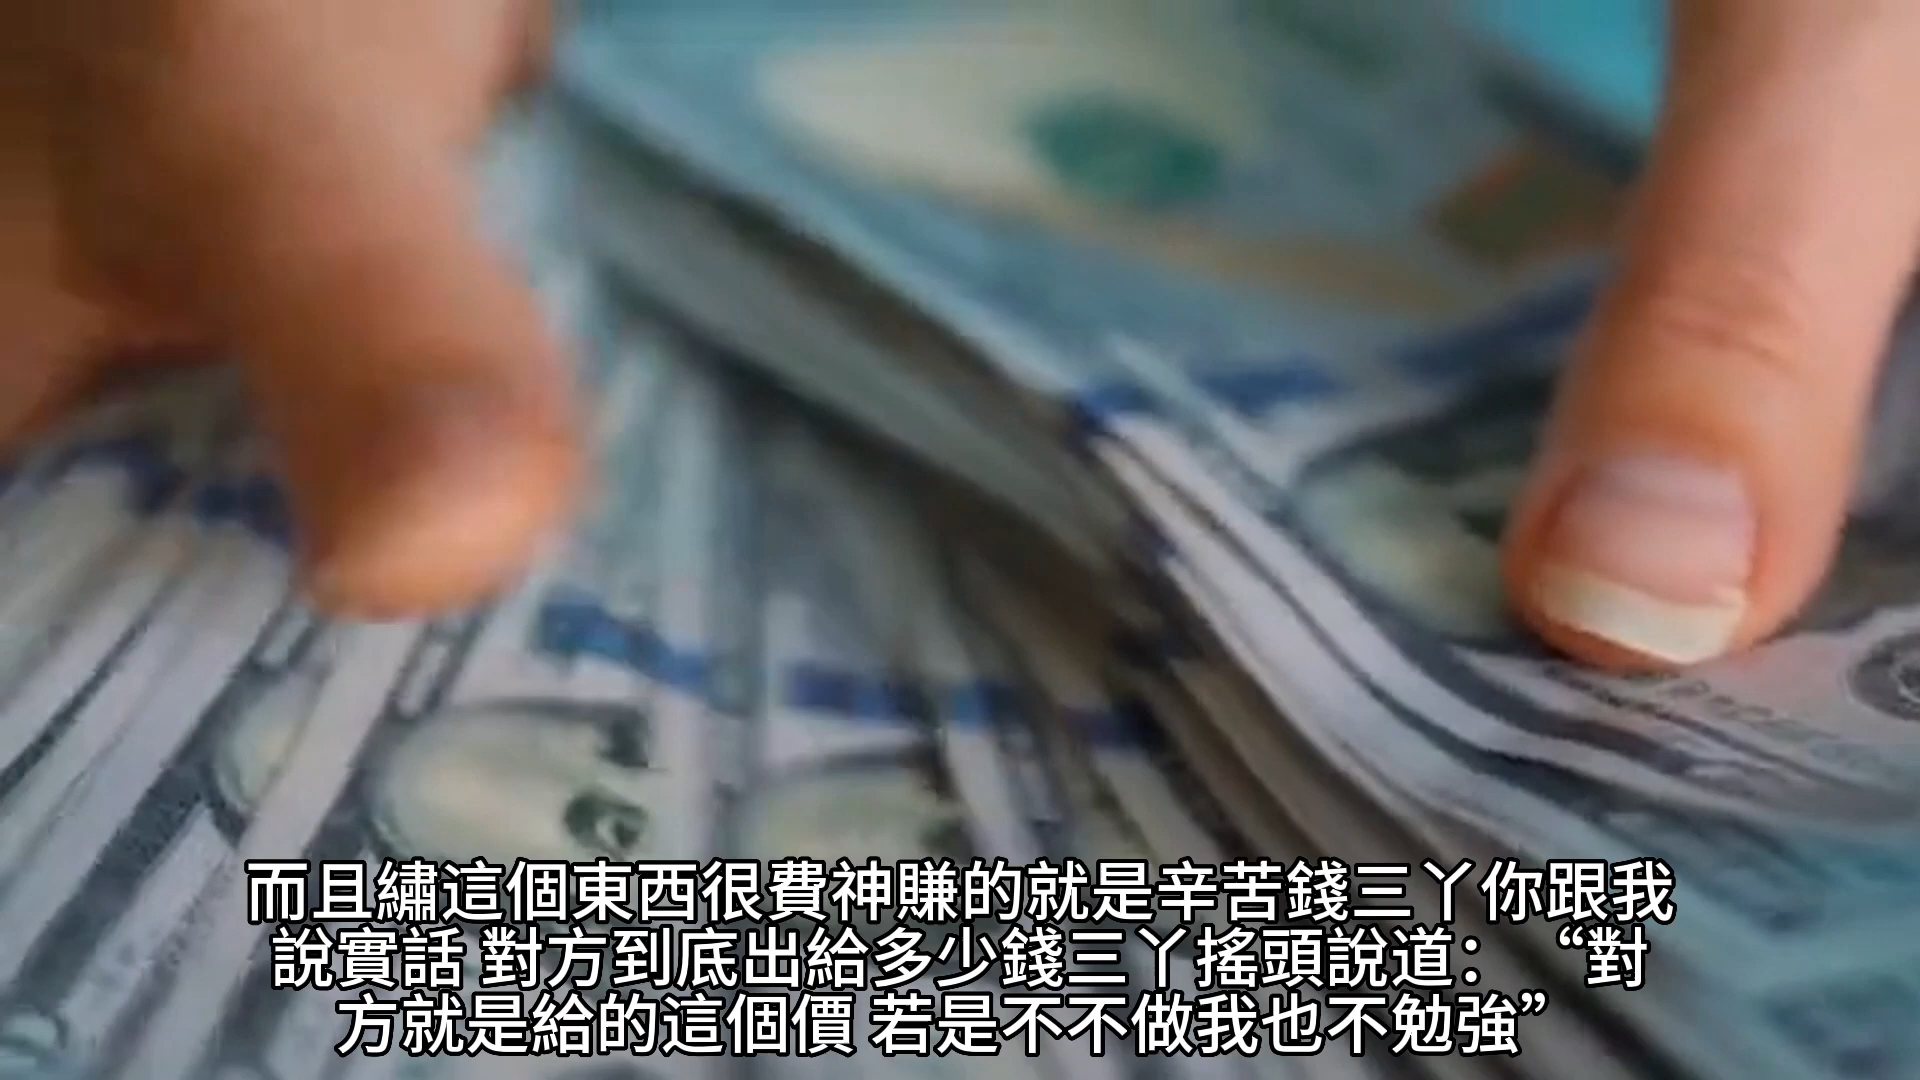 而且繡這個東西很費神賺的就是辛苦錢三丫你跟我
說實話 對方到底出給多少錢三丫搖頭說道：“對
方就是給的這個價 若是不不做我也不勉強”